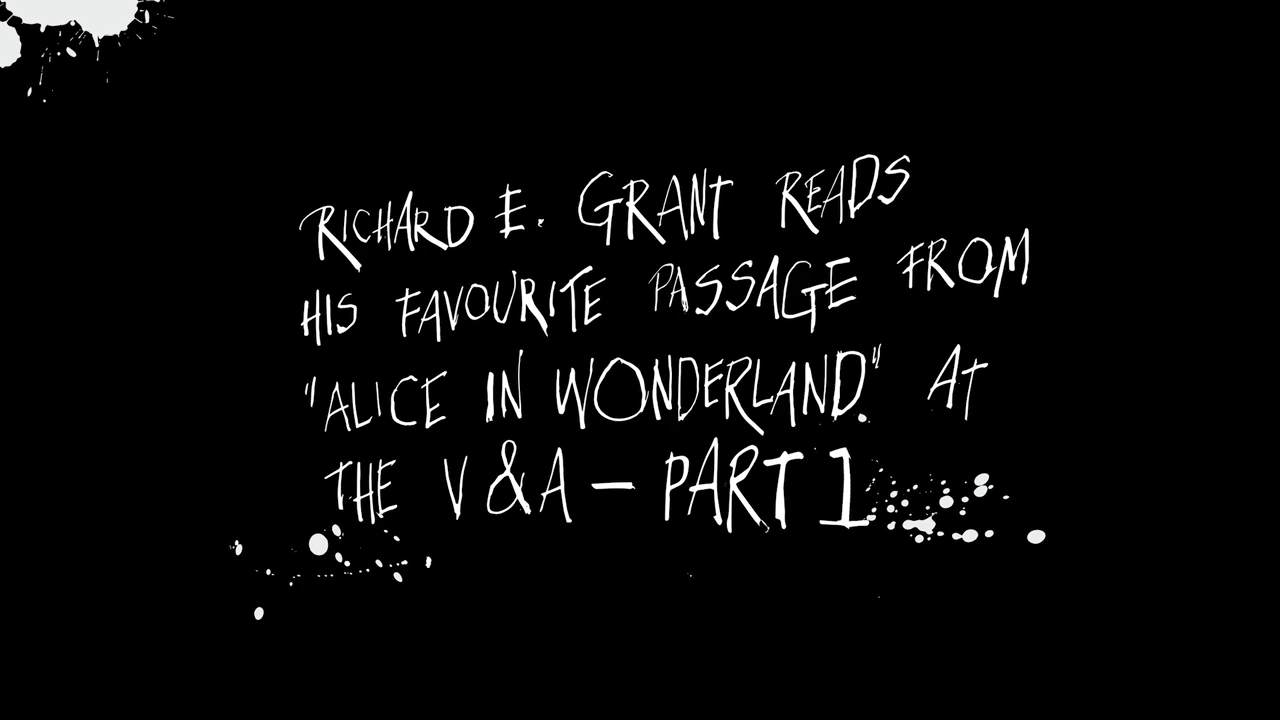 RICHARD E. GRANT READS
HIS FAVOURITE PASSAGE FROM
"ALICE IN WONDERLAND." AT
THE V&A – PART 1